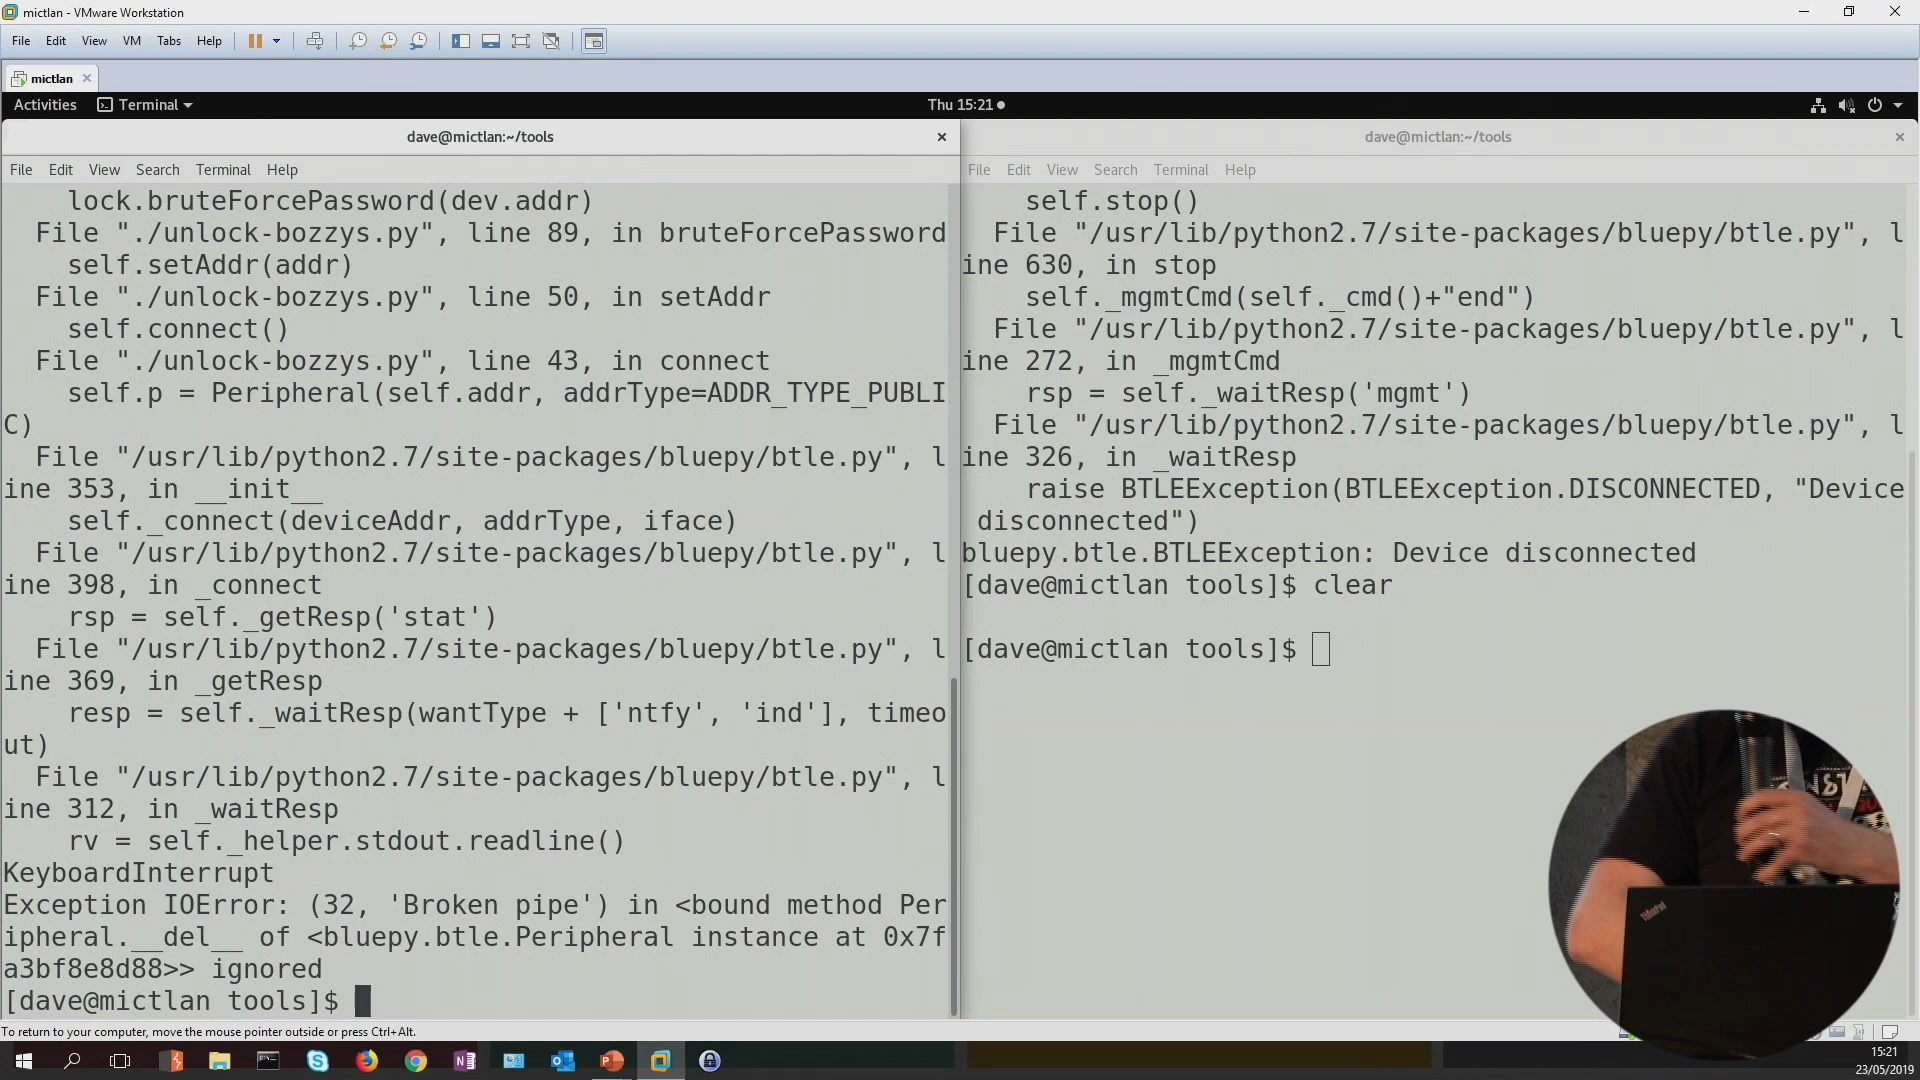 mictlan - VMware Workstation
File Edit View VM Tabs Help
mictlan
Activities Terminal Thu 15:21
dave@mictlan:~/tools
File Edit View Search Terminal Help
lock.bruteForcePassword(dev.addr)
File "./unlock-bozzys.py", line 89, in bruteForcePassword
self.setAddr(addr)
File "./unlock-bozzys.py", line 50, in setAddr
self.connect()
File "./unlock-bozzys.py", line 43, in connect
self.p = Peripheral(self.addr, addrType=ADDR_TYPE_PUBLI
C)
File "/usr/lib/python2.7/site-packages/bluepy/btle.py", l
ine 353, in __init__
self._connect(deviceAddr, addrType, iface)
File "/usr/lib/python2.7/site-packages/bluepy/btle.py", l
ine 398, in _connect
rsp = self._getResp('stat')
File "/usr/lib/python2.7/site-packages/bluepy/btle.py", l
ine 369, in _getResp
resp = self._waitResp(wantType + ['ntfy', 'ind'], timeo
ut)
File "/usr/lib/python2.7/site-packages/bluepy/btle.py", l
ine 312, in _waitResp
rv = self._helper.stdout.readline()
KeyboardInterrupt
Exception IOError: (32, 'Broken pipe') in <bound method Per
ipheral.__del__ of <bluepy.btle.Peripheral instance at 0x7f
a3bf8e8d88>> ignored
[dave@mictlan tools]$
dave@mictlan:~/tools
File Edit View Search Terminal Help
self.stop()
File "/usr/lib/python2.7/site-packages/bluepy/btle.py", l
ine 630, in stop
self._mgmtCmd(self._cmd()+"end")
File "/usr/lib/python2.7/site-packages/bluepy/btle.py", l
ine 272, in _mgmtCmd
rsp = self._waitResp('mgmt')
File "/usr/lib/python2.7/site-packages/bluepy/btle.py", l
ine 326, in _waitResp
raise BTLEException(BTLEException.DISCONNECTED, "Device
disconnected")
bluepy.btle.BTLEException: Device disconnected
[dave@mictlan tools]$ clear
[dave@mictlan tools]$
ThinkPad
To return to your computer, move the mouse pointer outside or press Ctrl+Alt.
15:21
23/05/2019